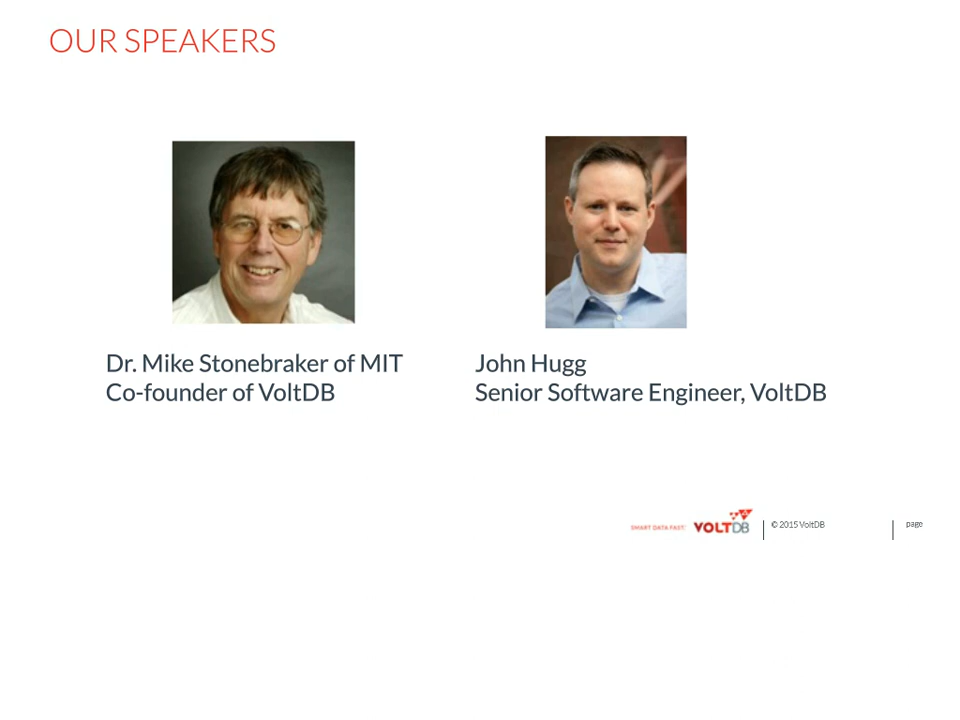 OUR SPEAKERS
Dr. Mike Stonebraker of MIT
Co-founder of VoltDB
John Hugg
Senior Software Engineer, VoltDB
SMART DATA FAST.
VOLTDB
© 2015 VoltDB
page